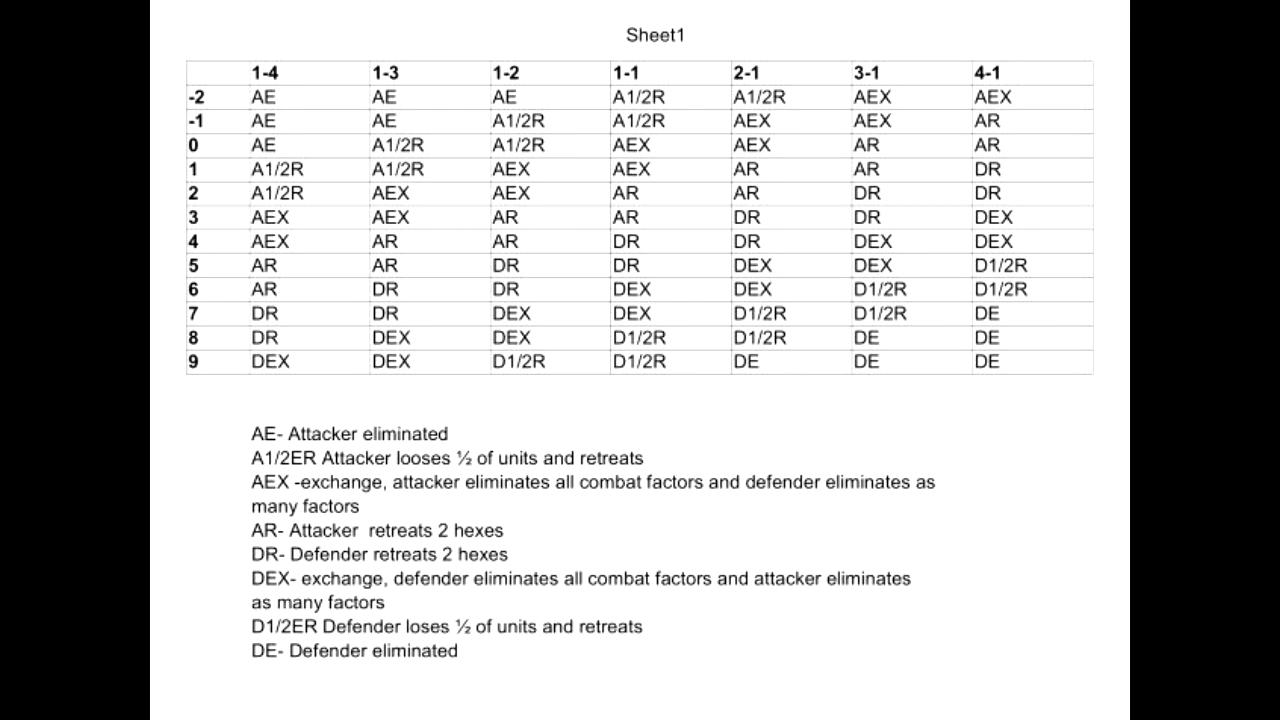 Sheet1
1-4 1-3 1-2 1-1 2-1 3-1 4-1
-2 AE AE AE A1/2R A1/2R AEX AEX
-1 AE AE A1/2R A1/2R AEX AEX AR
0 AE A1/2R A1/2R AEX AEX AR AR
1 A1/2R A1/2R AEX AEX AR AR DR
2 A1/2R AEX AEX AR AR DR DR
3 AEX AEX AR AR DR DR DEX
4 AEX AR AR DR DR DEX DEX
5 AR AR DR DR DEX DEX D1/2R
6 AR DR DR DEX DEX D1/2R D1/2R
7 DR DR DEX DEX D1/2R D1/2R DE
8 DR DEX DEX D1/2R D1/2R DE DE
9 DEX DEX D1/2R D1/2R DE DE DE
AE- Attacker eliminated
A1/2ER Attacker looses ½ of units and retreats
AEX -exchange, attacker eliminates all combat factors and defender eliminates as
many factors
AR- Attacker  retreats 2 hexes
DR- Defender retreats 2 hexes
DEX- exchange, defender eliminates all combat factors and attacker eliminates
as many factors
D1/2ER Defender loses ½ of units and retreats
DE- Defender eliminated